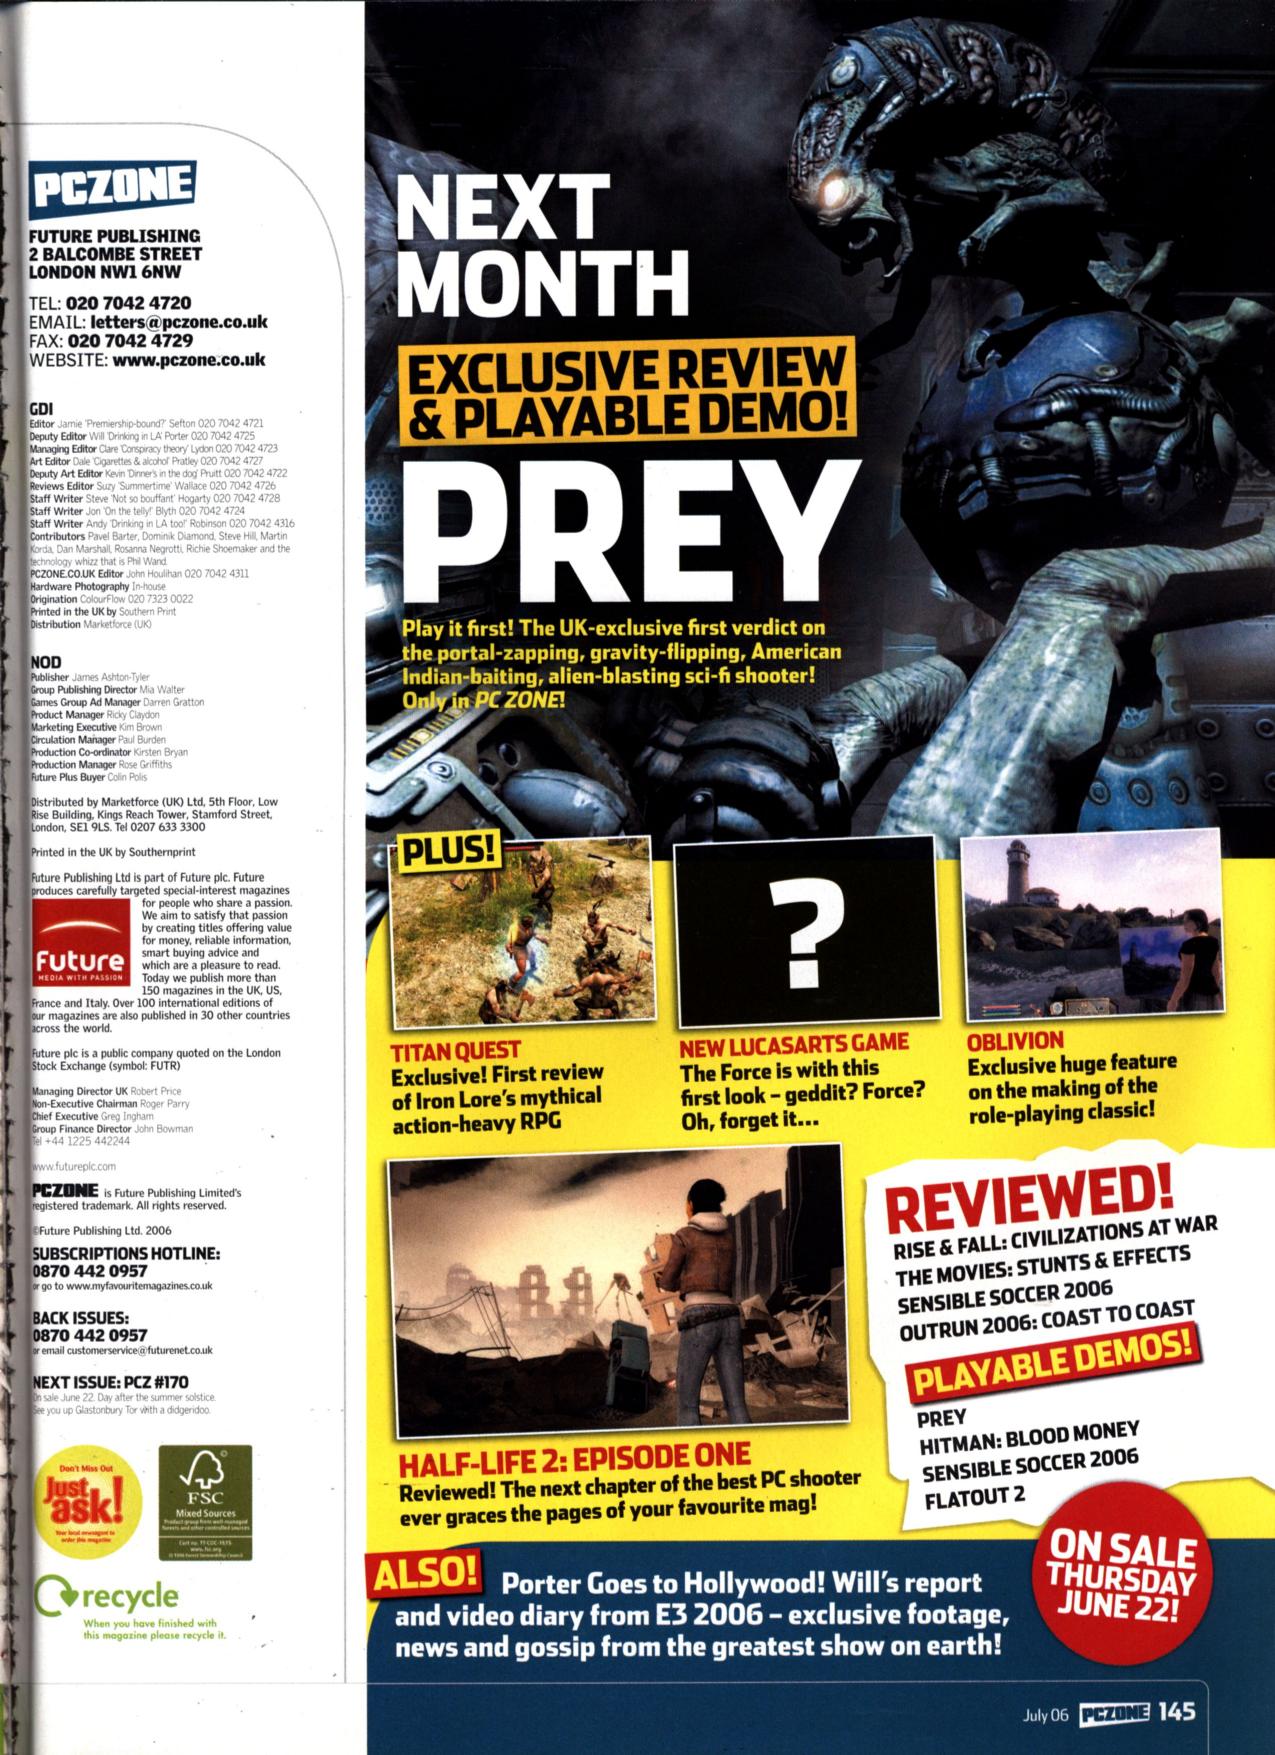 PCZONE
FUTURE PUBLISHING
2 BALCOMBE STREET
LONDON NW1 6NW
TEL: 020 7042 4720
EMAIL: letters@pczone.co.uk
FAX: 020 7042 4729
WEBSITE: www.pczone.co.uk
GDI
Editor Jamie 'Premiership-bound?' Sefton 020 7042 4721
Deputy Editor Will 'Drinking in LA' Porter 020 7042 4725
Managing Editor Clare 'Conspiracy theory' Lydon 020 7042 4723
Art Editor Dale 'Cigarettes & alcohol' Pratley 020 7042 4727
Deputy Art Editor Kevin 'Dinner's in the dog' Pruitt 020 7042 4722
Reviews Editor Suzy 'Summertime' Wallace 020 7042 4726
Staff Writer Steve 'Not so bouffant' Hogarty 020 7042 4728
Staff Writer Jon 'On the telly!' Blyth 020 7042 4724
Staff Writer Andy 'Drinking in LA too!' Robinson 020 7042 4316
Contributors Pavel Barter, Dominik Diamond, Steve Hill, Martin
Korda, Dan Marshall, Rosanna Negrotti, Richie Shoemaker and the
technology whizz that is Phil Wand.
PCZONE.CO.UK Editor John Houlihan 020 7042 4311
Hardware Photography In-house
Origination ColourFlow 020 7323 0022
Printed in the UK by Southern Print
Distribution Marketforce (UK)
NOD
Publisher James Ashton-Tyler
Group Publishing Director Mia Walter
Games Group Ad Manager Darren Gratton
Product Manager Ricky Claydon
Marketing Executive Kim Brown
Circulation Manager Paul Burden
Production Co-ordinator Kirsten Bryan
Production Manager Rose Griffiths
Future Plus Buyer Colin Polis
Distributed by Marketforce (UK) Ltd, 5th Floor, Low
Rise Building, Kings Reach Tower, Stamford Street,
London, SE1 9LS. Tel 0207 633 3300
Printed in the UK by Southernprint
Future Publishing Ltd is part of Future plc. Future
produces carefully targeted special-interest magazines
for people who share a passion.
We aim to satisfy that passion
by creating titles offering value
for money, reliable information,
smart buying advice and
which are a pleasure to read.
Today we publish more than
150 magazines in the UK, US,
France and Italy. Over 100 international editions of
our magazines are also published in 30 other countries
across the world.
Future
MEDIA WITH PASSION
Future plc is a public company quoted on the London
Stock Exchange (symbol: FUTR)
Managing Director UK Robert Price
Non-Executive Chairman Roger Parry
Chief Executive Greg Ingham
Group Finance Director John Bowman
Tel +44 1225 442244
www.futureplc.com
PCZONE is Future Publishing Limited's
registered trademark. All rights reserved.
©Future Publishing Ltd. 2006
SUBSCRIPTIONS HOTLINE:
0870 442 0957
or go to www.myfavouritemagazines.co.uk
BACK ISSUES:
0870 442 0957
or email customerservice@futurenet.co.uk
NEXT ISSUE: PCZ #170
On sale June 22. Day after the summer solstice.
See you up Glastonbury Tor with a didgeridoo.
Don't Miss Out
Just
ask!
Your local newsagent to
order this magazine
FSC
Mixed Sources
Product group from well-managed
forests and other controlled sources
www.fsc.org
© 1996 Forest Stewardship Council
recycle
When you have finished with
this magazine please recycle it.
NEXT
MONTH
EXCLUSIVE REVIEW
& PLAYABLE DEMO!
PREY
Play it first! The UK-exclusive first verdict on
the portal-zapping, gravity-flipping, American
Indian-baiting, alien-blasting sci-fi shooter!
Only in PC ZONE!
PLUS!
TITAN QUEST
Exclusive! First review
of Iron Lore's mythical
action-heavy RPG
?
NEW LUCASARTS GAME
The Force is with this
first look – geddit? Force?
Oh, forget it...
OBLIVION
Exclusive huge feature
on the making of the
role-playing classic!
HALF-LIFE 2: EPISODE ONE
Reviewed! The next chapter of the best PC shooter
ever graces the pages of your favourite mag!
REVIEWED!
RISE & FALL: CIVILIZATIONS AT WAR
THE MOVIES: STUNTS & EFFECTS
SENSIBLE SOCCER 2006
OUTRUN 2006: COAST TO COAST
PLAYABLE DEMOS!
PREY
HITMAN: BLOOD MONEY
SENSIBLE SOCCER 2006
FLATOUT 2
ON SALE
THURSDAY
JUNE 22!
ALSO!
Porter Goes to Hollywood! Will's report
and video diary from E3 2006 – exclusive footage,
news and gossip from the greatest show on earth!
July 06 PCZONE 145